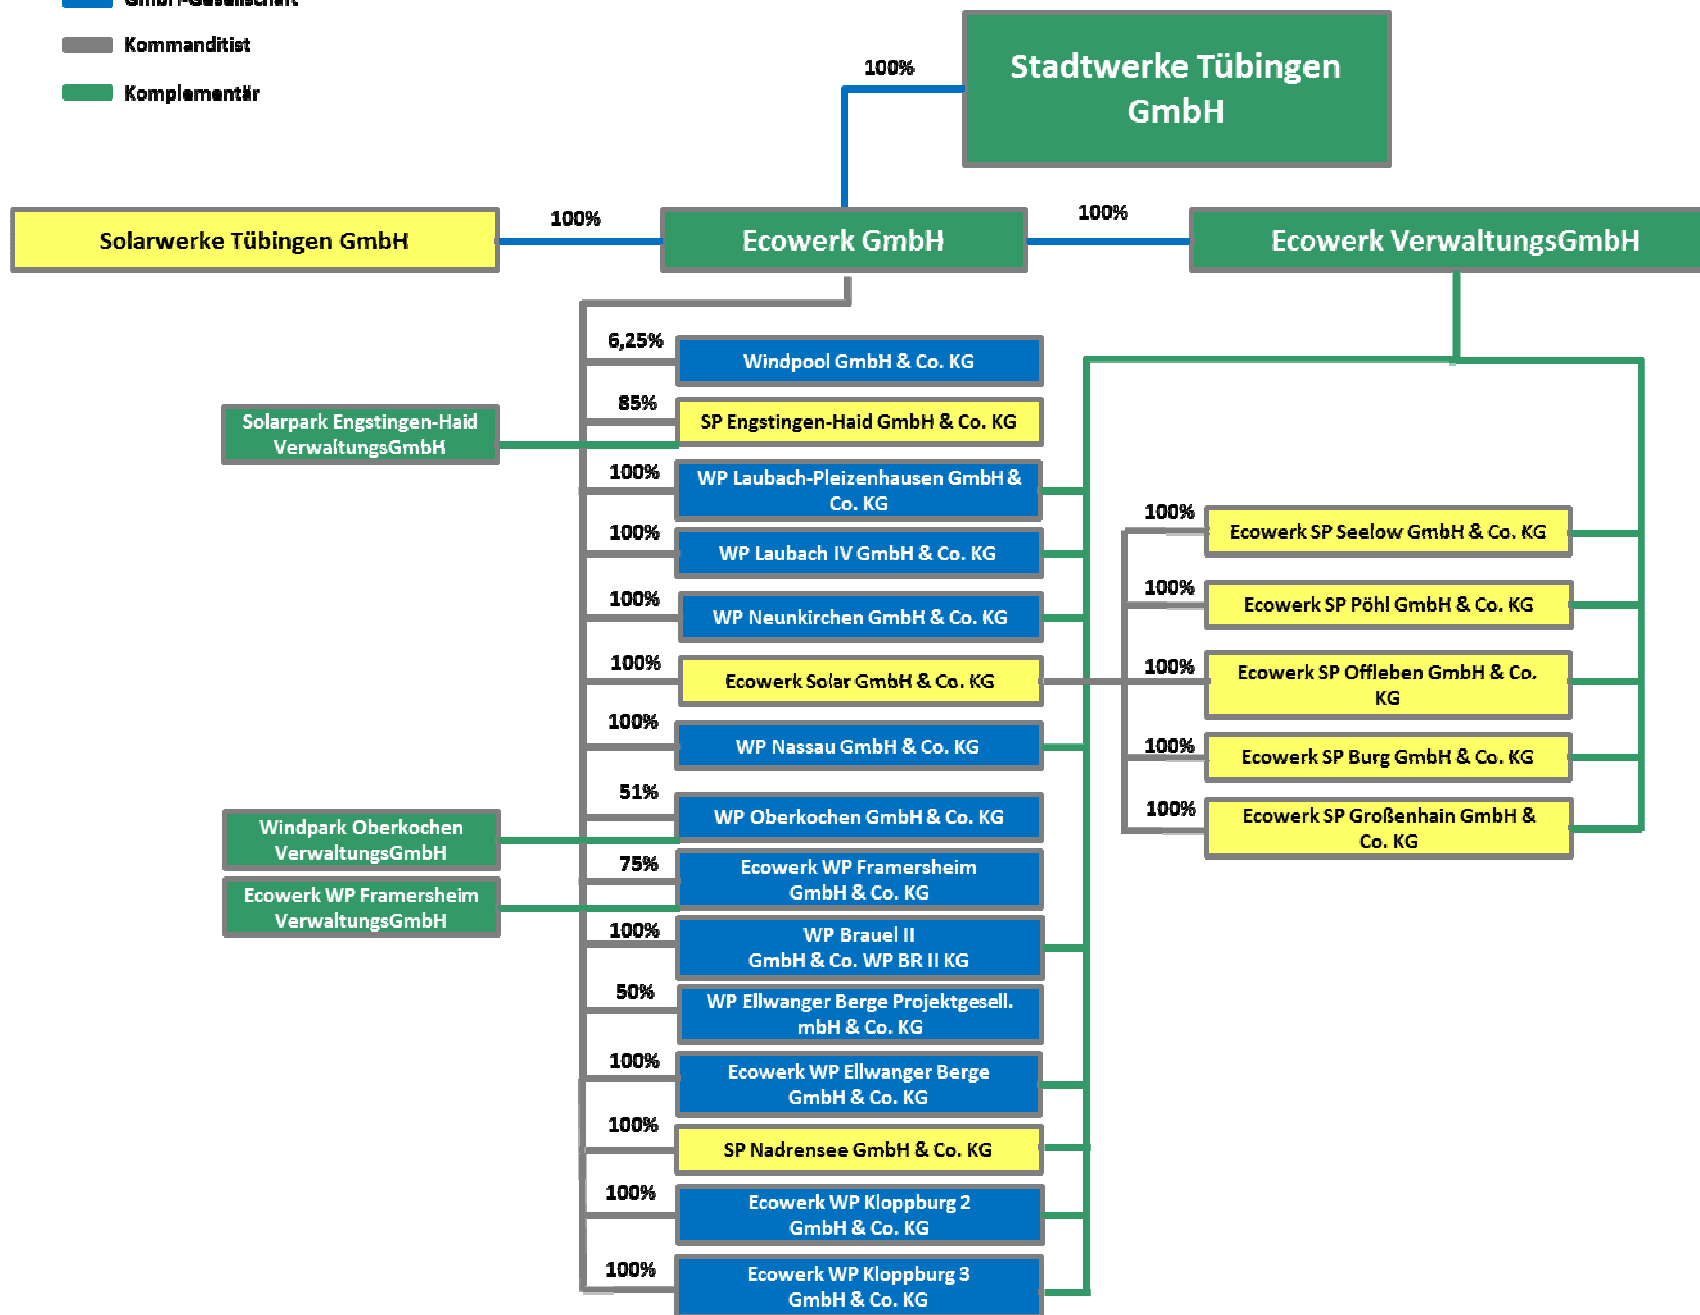 GmbH-Gesellschaft
Kommanditist
Komplementär
100%
Stadtwerke Tübingen
GmbH
Solarwerke Tübingen GmbH
100%
Ecowerk GmbH
100%
Ecowerk VerwaltungsGmbH
6,25%
Windpool GmbH & Co. KG
Solarpark Engstingen-Haid
VerwaltungsGmbH
85%
SP Engstingen-Haid GmbH & Co. KG
100%
WP Laubach-Pleizenhausen GmbH &
Co. KG
100%
WP Laubach IV GmbH & Co. KG
100%
WP Neunkirchen GmbH & Co. KG
100%
Ecowerk Solar GmbH & Co. KG
100%
WP Nassau GmbH & Co. KG
51%
WP Oberkochen GmbH & Co. KG
Windpark Oberkochen
VerwaltungsGmbH
75%
Ecowerk WP Framersheim
GmbH & Co. KG
Ecowerk WP Framersheim
VerwaltungsGmbH
100%
WP Brauel II
GmbH & Co. WP BR II KG
50%
WP Ellwanger Berge Projektgesell.
mbH & Co. KG
100%
Ecowerk WP Ellwanger Berge
GmbH & Co. KG
100%
SP Nadrensee GmbH & Co. KG
100%
Ecowerk WP Kloppburg 2
GmbH & Co. KG
100%
Ecowerk WP Kloppburg 3
GmbH & Co. KG
100%
Ecowerk SP Seelow GmbH & Co. KG
100%
Ecowerk SP Pöhl GmbH & Co. KG
100%
Ecowerk SP Offleben GmbH & Co.
KG
100%
Ecowerk SP Burg GmbH & Co. KG
100%
Ecowerk SP Großenhain GmbH &
Co. KG